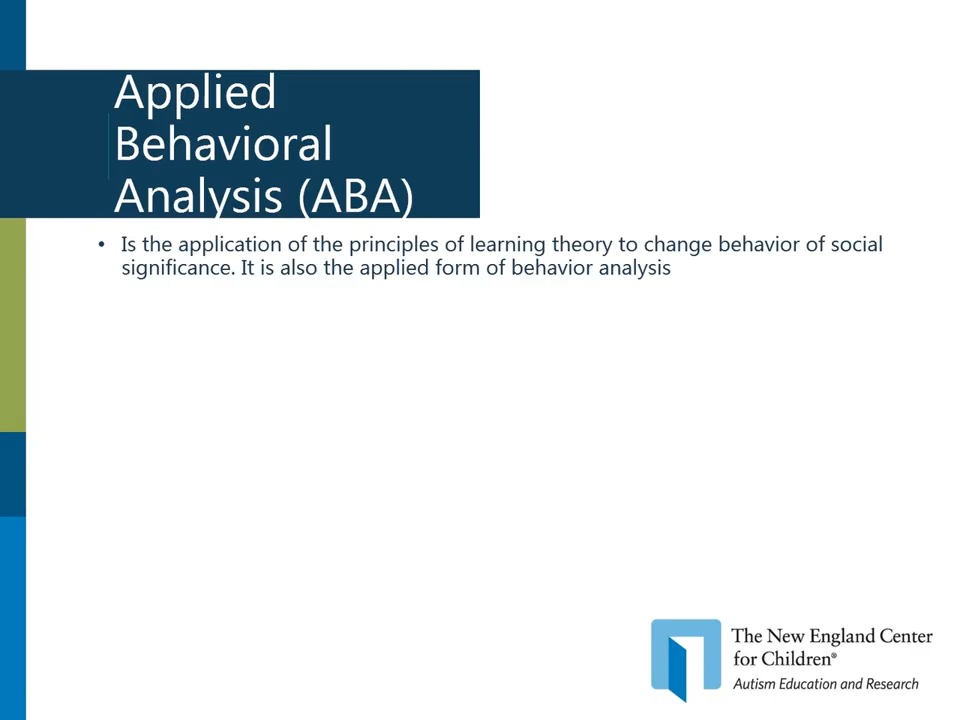 Applied
Behavioral
Analysis (ABA)
• Is the application of the principles of learning theory to change behavior of social
significance. It is also the applied form of behavior analysis
The New England Center
for Children®
Autism Education and Research